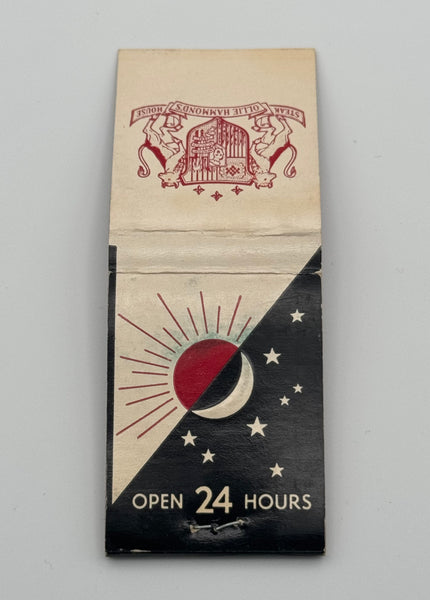 OLLIE HAMMOND'S
STEAK HOUSE
OPEN 24 HOURS